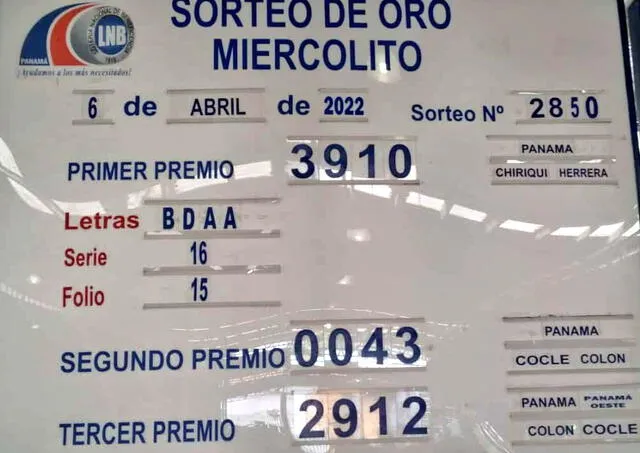 SORTEO DE ORO
MIERCOLITO
LNB
PANAMÁ
¡Ayudamos a los más necesitados!
6 de ABRIL de 2022 Sorteo Nº 2850
PRIMER PREMIO 3910 PANAMA
CHIRIQUI HERRERA
Letras BDAA
Serie 16
Folio 15
SEGUNDO PREMIO 0043 PANAMA
COCLE COLON
TERCER PREMIO 2912 PANAMA PANAMÁ OESTE
COLON COCLE